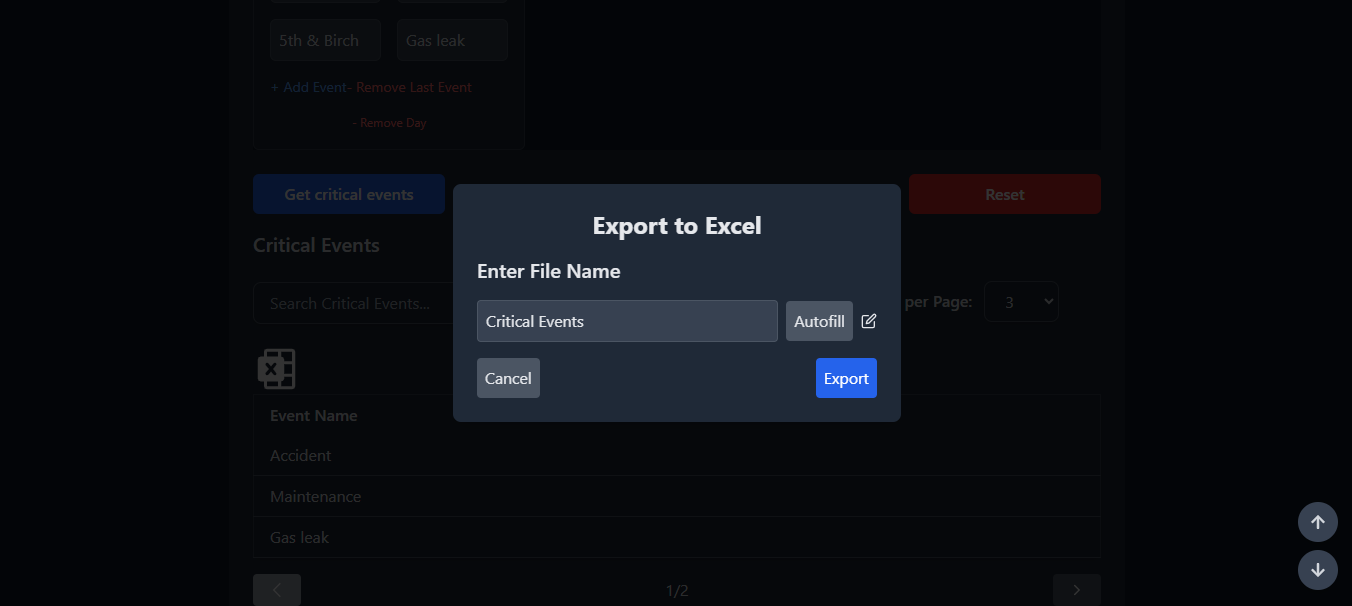 5th & Birch Gas leak
+ Add Event- Remove Last Event
- Remove Day
Get critical events
Reset
Critical Events
Search Critical Events...
per Page: 3
X
Event Name
Accident
Maintenance
Gas leak
1/2
Export to Excel
Enter File Name
Critical Events Autofill
Cancel Export